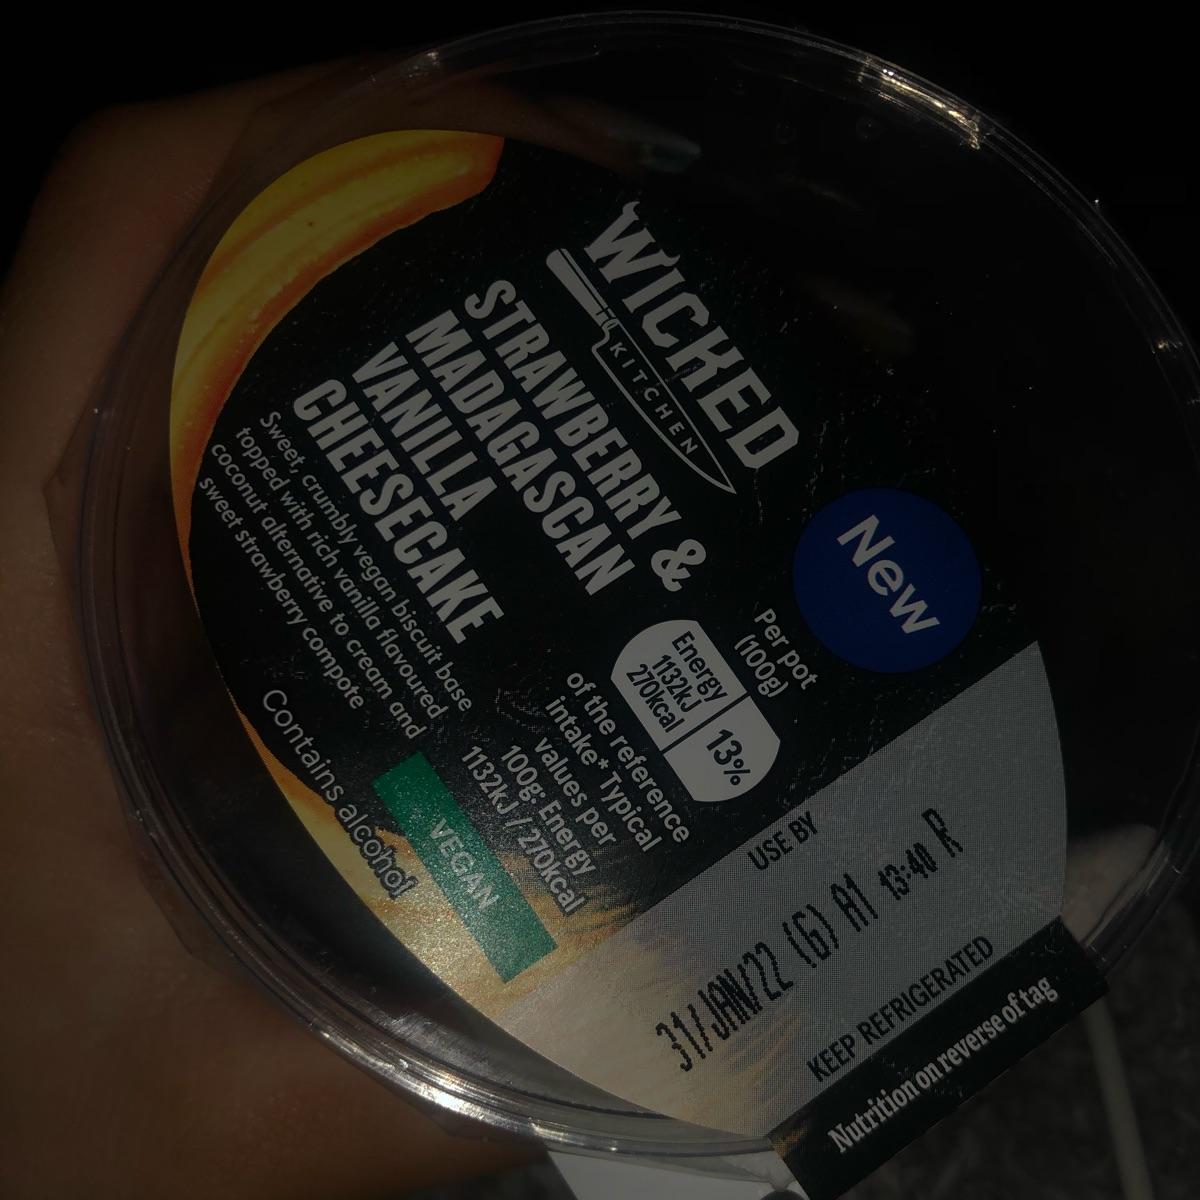 WICKED
KITCHEN
STRAWBERRY &
MADAGASCAN
VANILLA
CHEESECAKE
Sweet, crumbly vegan biscuit base
topped with rich vanilla flavoured
coconut alternative to cream and
sweet strawberry compote
Contains alcohol
VEGAN
New
Per pot
(100g)
Energy
1132kJ
270kcal
13%
of the reference
intake* Typical
values per
100g: Energy
1132kJ / 270kcal
USE BY
31/JAN/22 (6) A1 13:40 R
KEEP REFRIGERATED
Nutrition on reverse of tag